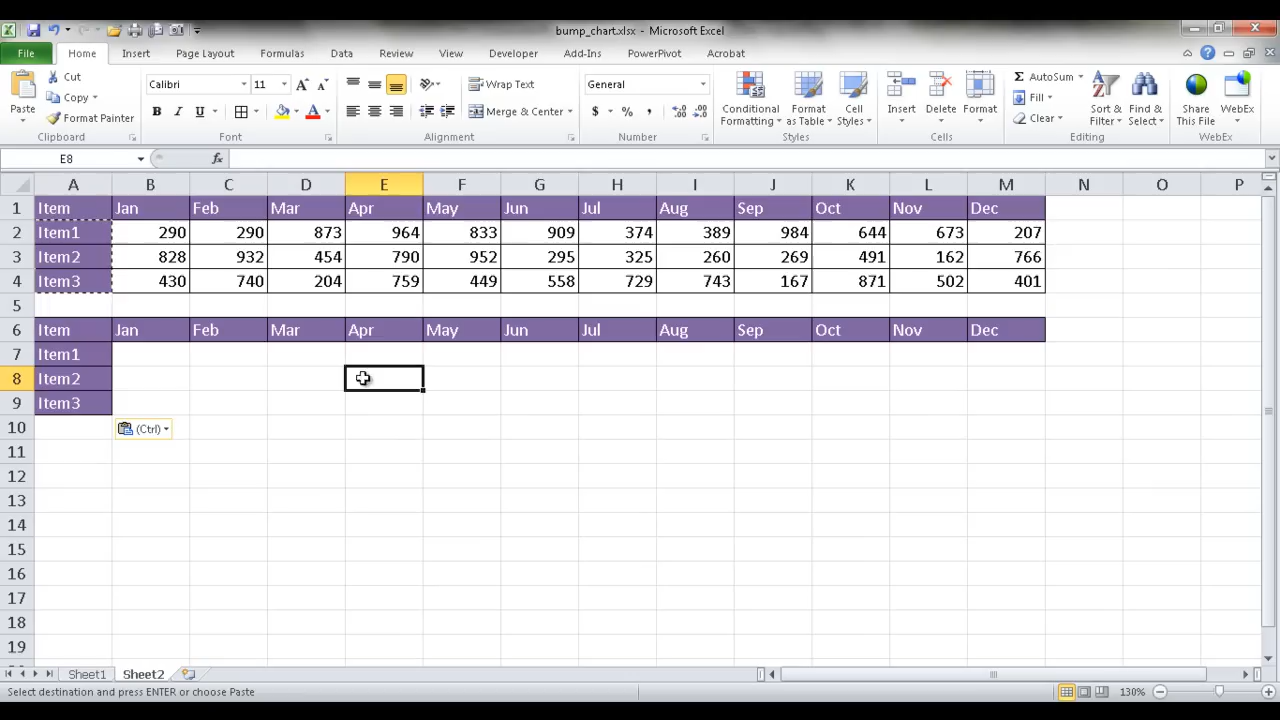 bump_chart.xlsx - Microsoft Excel
File Home Insert Page Layout Formulas Data Review View Developer Add-Ins PowerPivot Acrobat
Paste
Cut
Copy
Format Painter
Clipboard
Calibri 11
B I U
Font
Wrap Text
Merge & Center
Alignment
General
$ % ,
Number
Conditional Formatting
Format as Table
Cell Styles
Styles
Insert
Delete
Format
Cells
Σ AutoSum
Fill
Clear
Sort & Filter
Find & Select
Editing
Share This File
WebEx
WebEx
E8 fx
A B C D E F G H I J K L M N O P
1 Item Jan Feb Mar Apr May Jun Jul Aug Sep Oct Nov Dec
2 Item1 290 290 873 964 833 909 374 389 984 644 673 207
3 Item2 828 932 454 790 952 295 325 260 269 491 162 766
4 Item3 430 740 204 759 449 558 729 743 167 871 502 401
5
6 Item Jan Feb Mar Apr May Jun Jul Aug Sep Oct Nov Dec
7 Item1
8 Item2
9 Item3
10 (Ctrl)
11
12
13
14
15
16
17
18
19
Sheet1 Sheet2
Select destination and press ENTER or choose Paste 130%